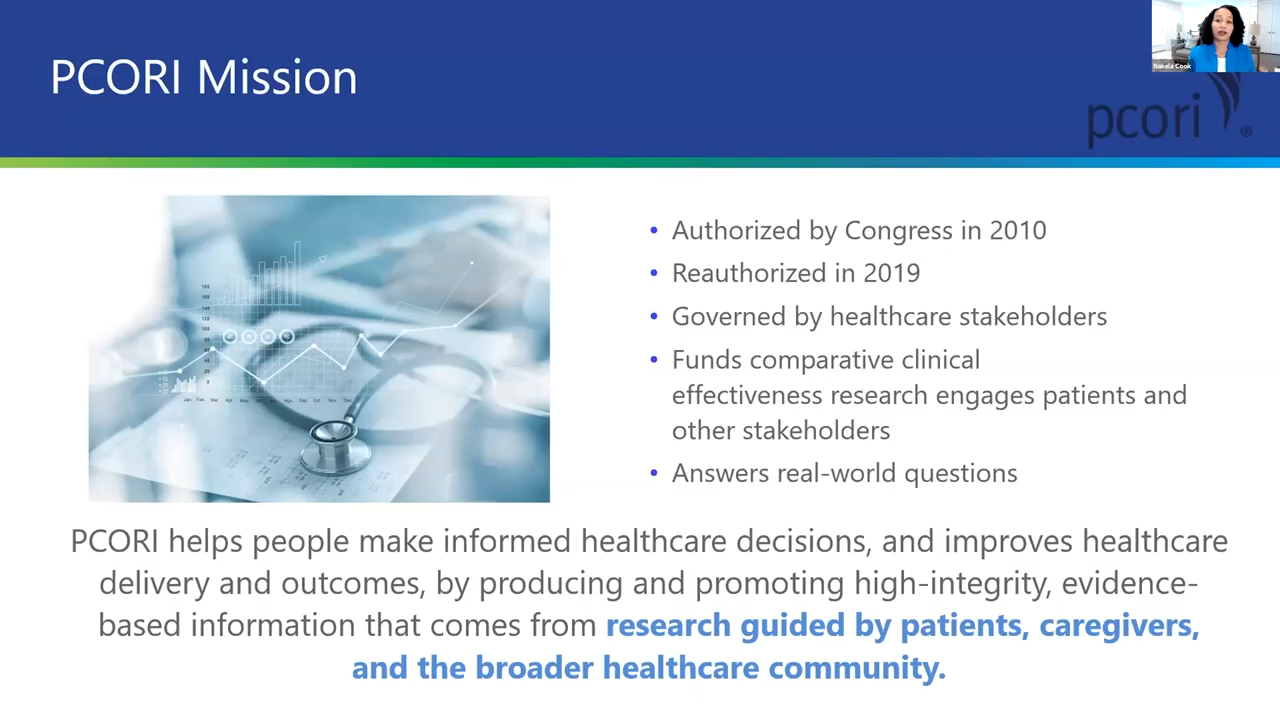 PCORI Mission
Nakela Cook
pcori ®
• Authorized by Congress in 2010
• Reauthorized in 2019
• Governed by healthcare stakeholders
• Funds comparative clinical
effectiveness research engages patients and
other stakeholders
• Answers real-world questions
PCORI helps people make informed healthcare decisions, and improves healthcare
delivery and outcomes, by producing and promoting high-integrity, evidence-
based information that comes from research guided by patients, caregivers,
and the broader healthcare community.